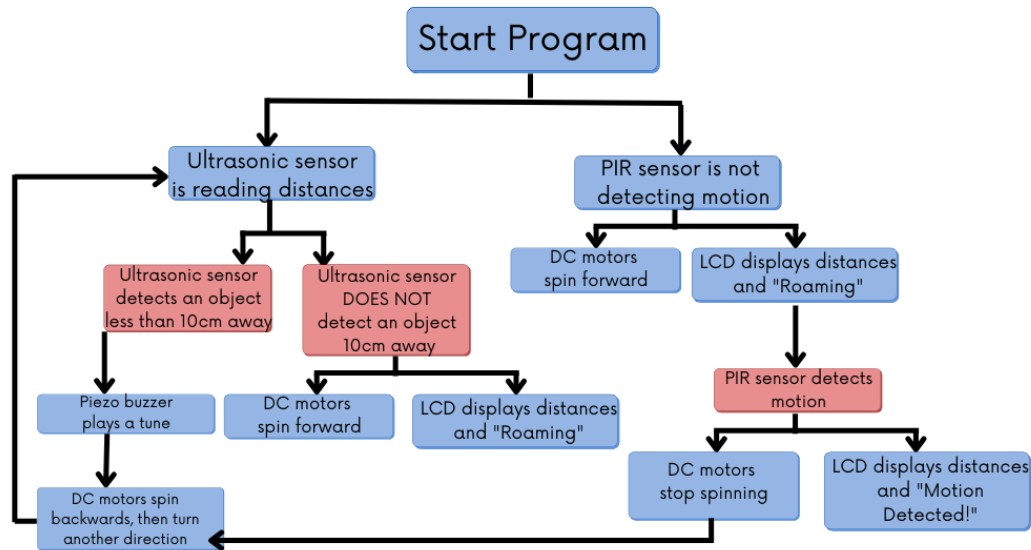 Start Program
Ultrasonic sensor
is reading distances
PIR sensor is not
detecting motion
DC motors
spin forward
LCD displays distances
and "Roaming"
Ultrasonic sensor
detects an object
less than 10cm away
Ultrasonic sensor
DOES NOT
detect an object
10cm away
PIR sensor detects
motion
Piezo buzzer
plays a tune
DC motors
spin forward
LCD displays distances
and "Roaming"
DC motors
stop spinning
LCD displays distances
and "Motion
Detected!"
DC motors spin
backwards, then turn
another direction